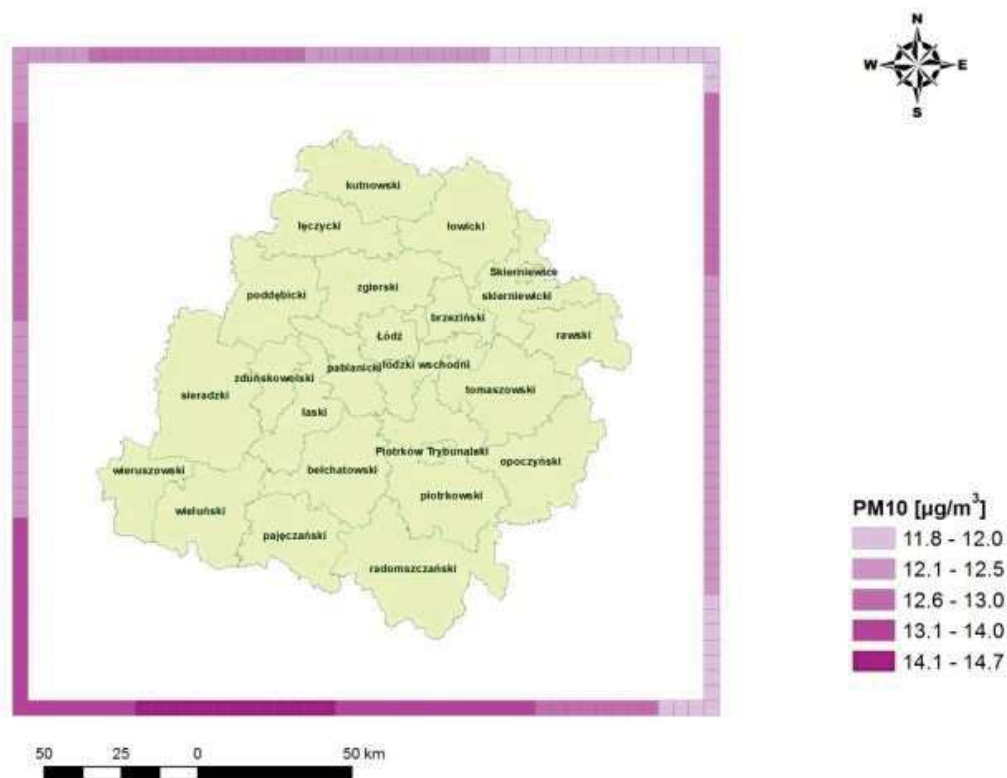 N
W E
S
kutnowski
łęczycki
łowicki
Skierniewice
skierniewicki
zgierski
poddębicki
brzeziński
rawski
Łódź
pabianicki
łódzki wschodni
zduńskowolski
sieradzki
tomaszowski
łaski
Piotrków Trybunalski
opoczyński
wieruszowski
bełchatowski
piotrkowski
wieluński
pajęczański
radomszczański
PM10 [µg/m³]
11.8 - 12.0
12.1 - 12.5
12.6 - 13.0
13.1 - 14.0
14.1 - 14.7
50 25 0 50 km